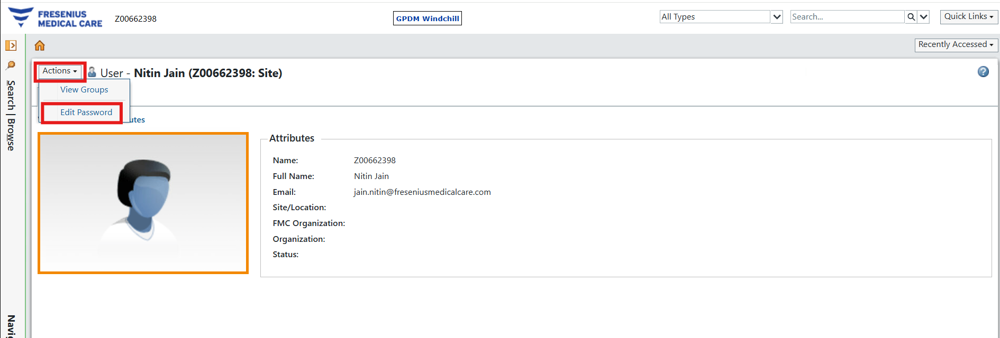 FRESENIUS
MEDICAL CARE
Z00662398
GPDM Windchill
All Types
Search...
Quick Links
Recently Accessed
Actions
User - Nitin Jain (Z00662398: Site)
View Groups
Edit Password
utes
Search | Browse
Attributes
Name: Z00662398
Full Name: Nitin Jain
Email: jain.nitin@freseniusmedicalcare.com
Site/Location:
FMC Organization:
Organization:
Status: